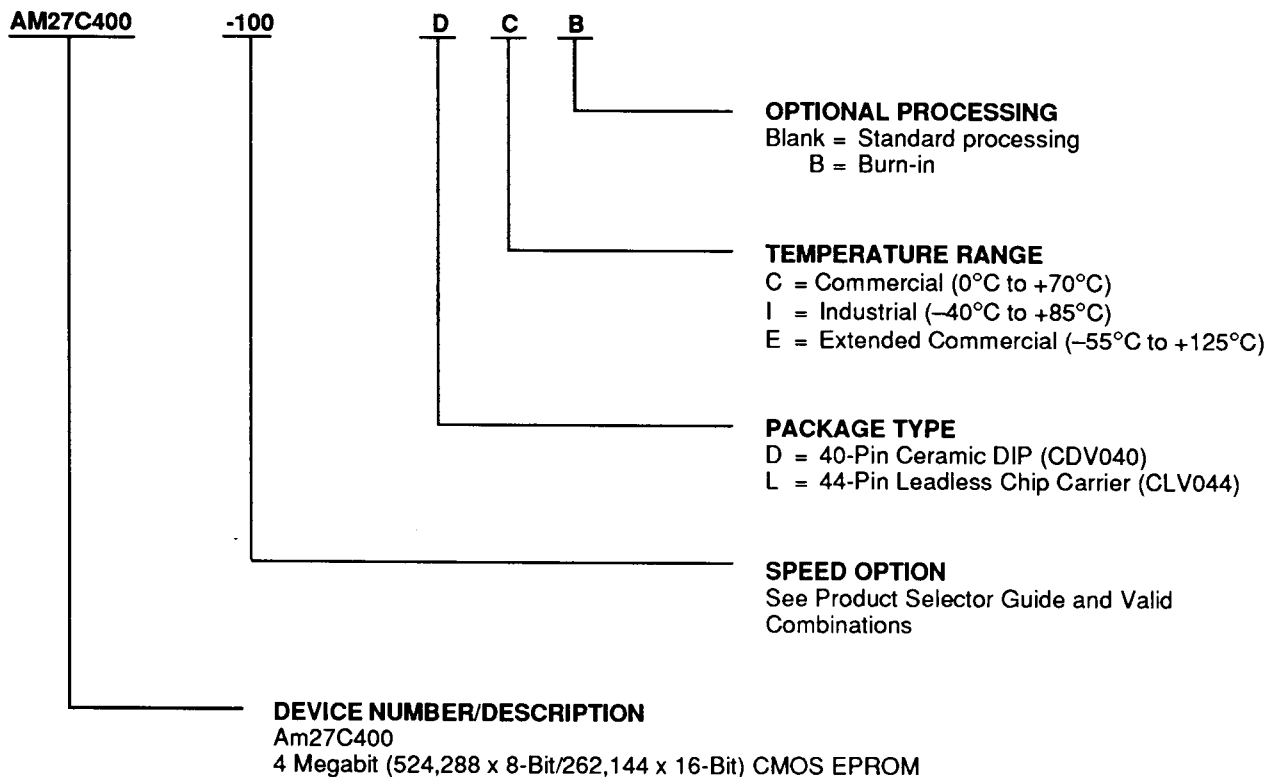 AM27C400 -100 D C B
OPTIONAL PROCESSING
Blank = Standard processing
B = Burn-in
TEMPERATURE RANGE
C = Commercial (0°C to +70°C)
I = Industrial (–40°C to +85°C)
E = Extended Commercial (–55°C to +125°C)
PACKAGE TYPE
D = 40-Pin Ceramic DIP (CDV040)
L = 44-Pin Leadless Chip Carrier (CLV044)
SPEED OPTION
See Product Selector Guide and Valid
Combinations
DEVICE NUMBER/DESCRIPTION
Am27C400
4 Megabit (524,288 x 8-Bit/262,144 x 16-Bit) CMOS EPROM